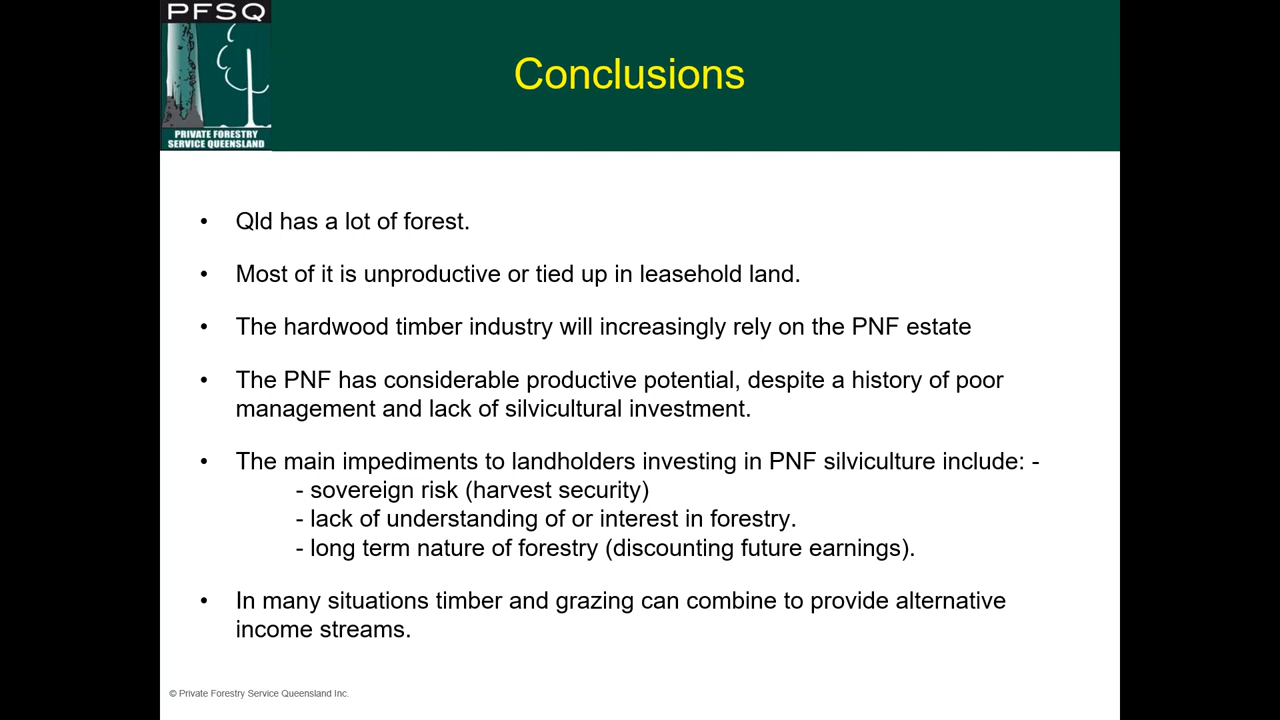 PFSQ
PRIVATE FORESTRY
SERVICE QUEENSLAND
Conclusions
• Qld has a lot of forest.
• Most of it is unproductive or tied up in leasehold land.
• The hardwood timber industry will increasingly rely on the PNF estate
• The PNF has considerable productive potential, despite a history of poor
management and lack of silvicultural investment.
• The main impediments to landholders investing in PNF silviculture include: -
- sovereign risk (harvest security)
- lack of understanding of or interest in forestry.
- long term nature of forestry (discounting future earnings).
• In many situations timber and grazing can combine to provide alternative
income streams.
© Private Forestry Service Queensland Inc.